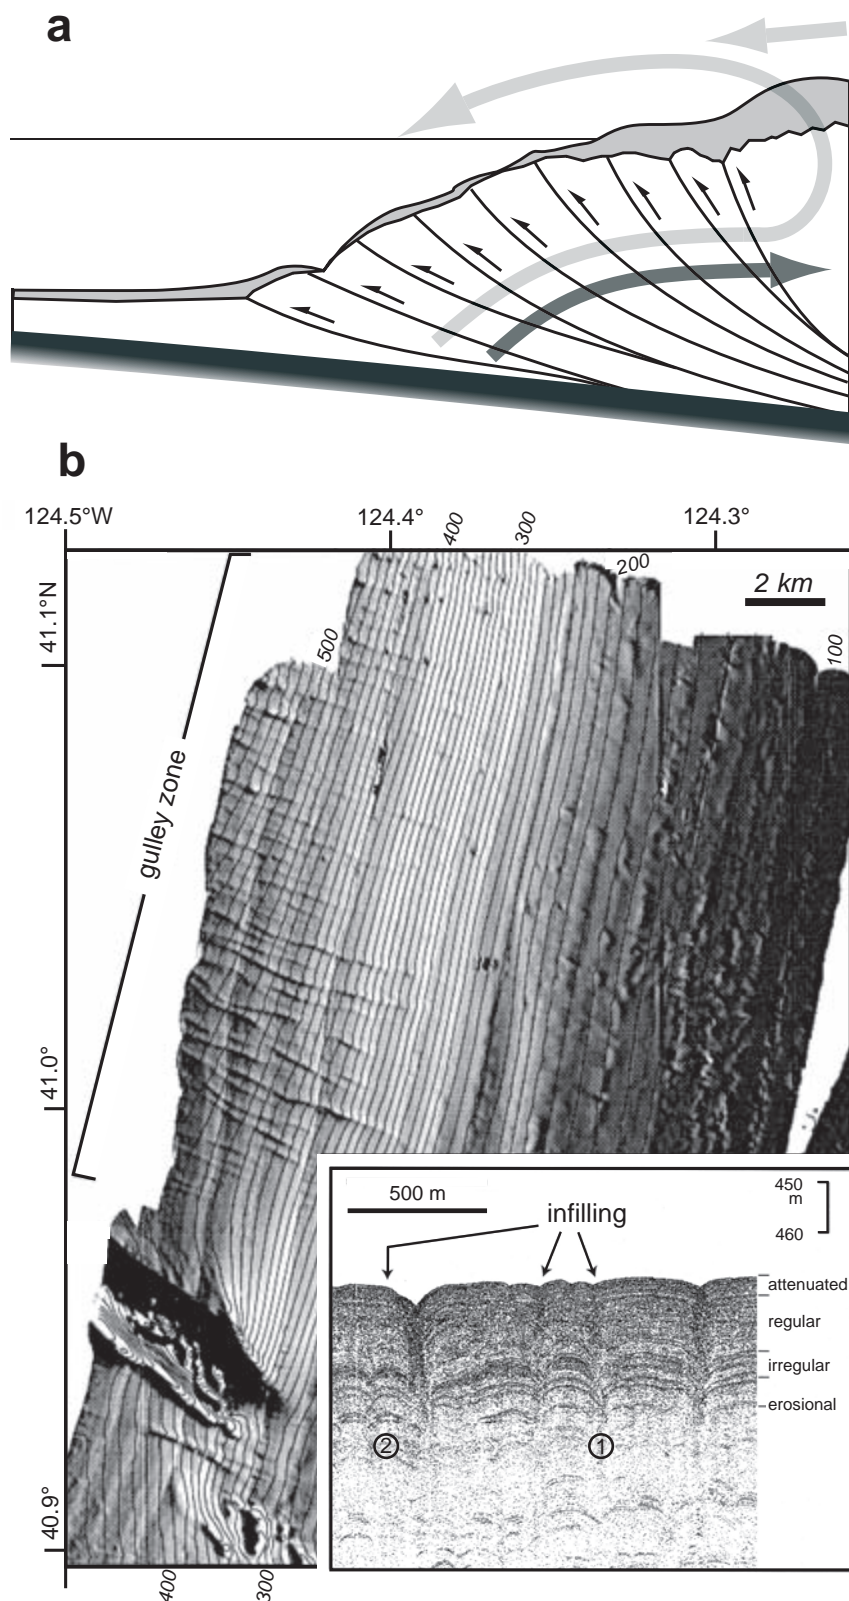 a
b
124.5°W
124.4°
400
300
124.3°
200
2 km
41.1°N
500
100
gulley zone
41.0°
500 m
450
m
460
infilling
attenuated
regular
irregular
erosional
2
1
40.9°
400
300